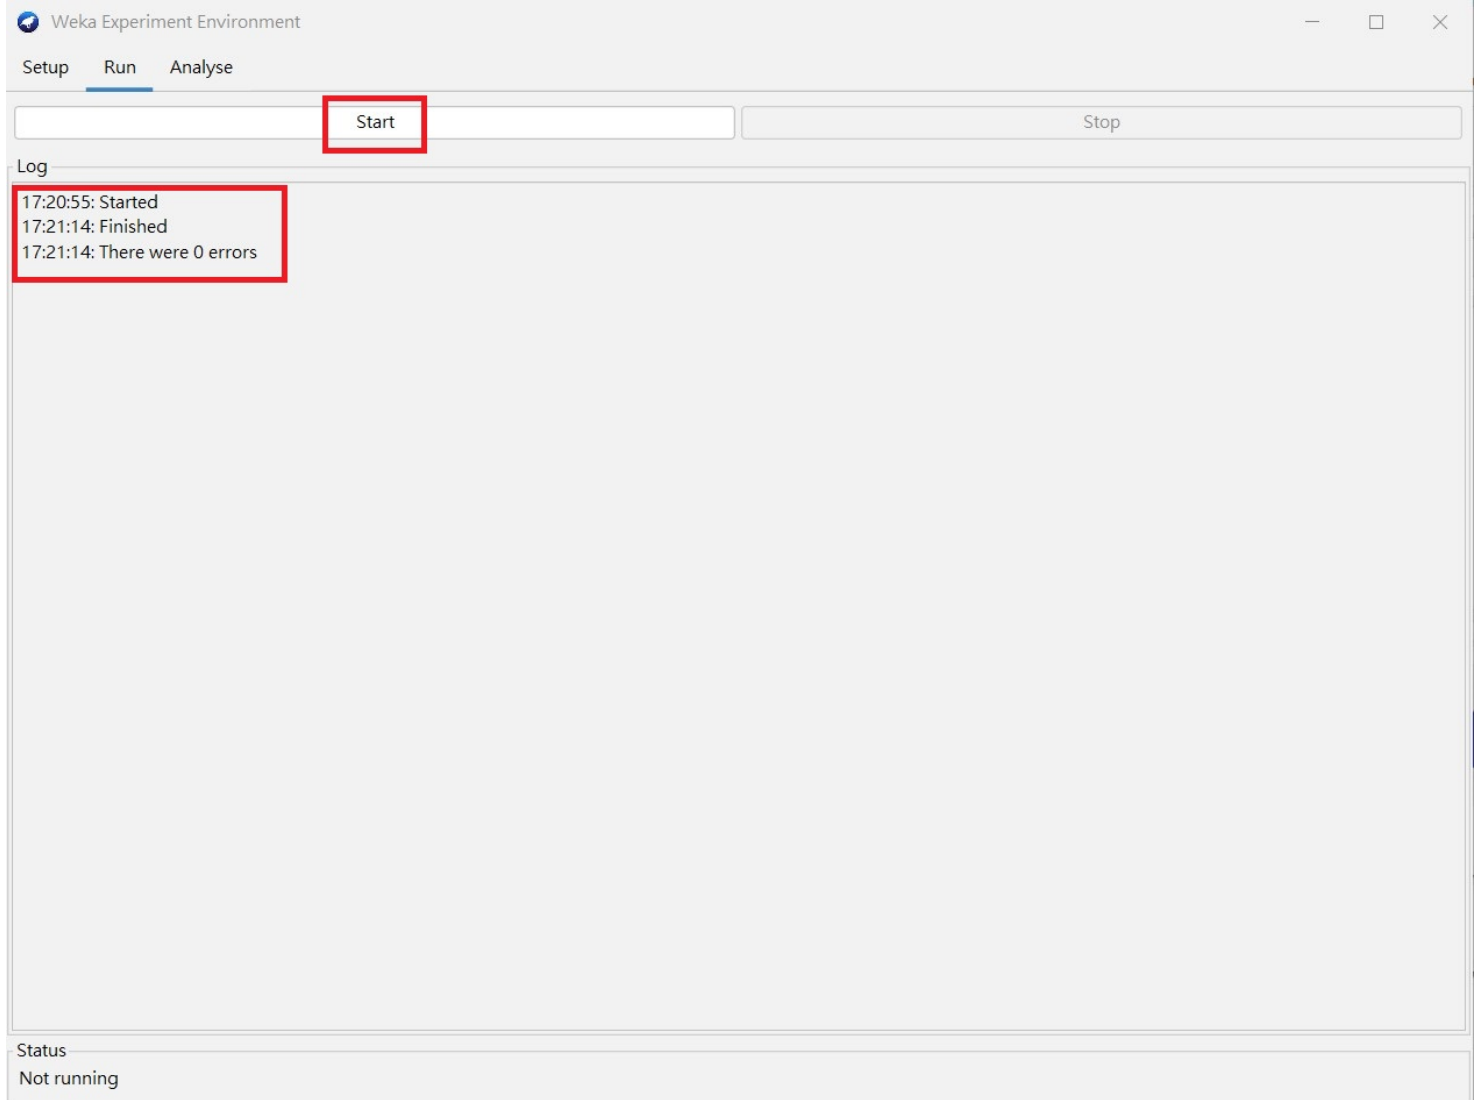 Weka Experiment Environment
Setup Run Analyse
Start Stop
Log
17:20:55: Started
17:21:14: Finished
17:21:14: There were 0 errors
Status
Not running